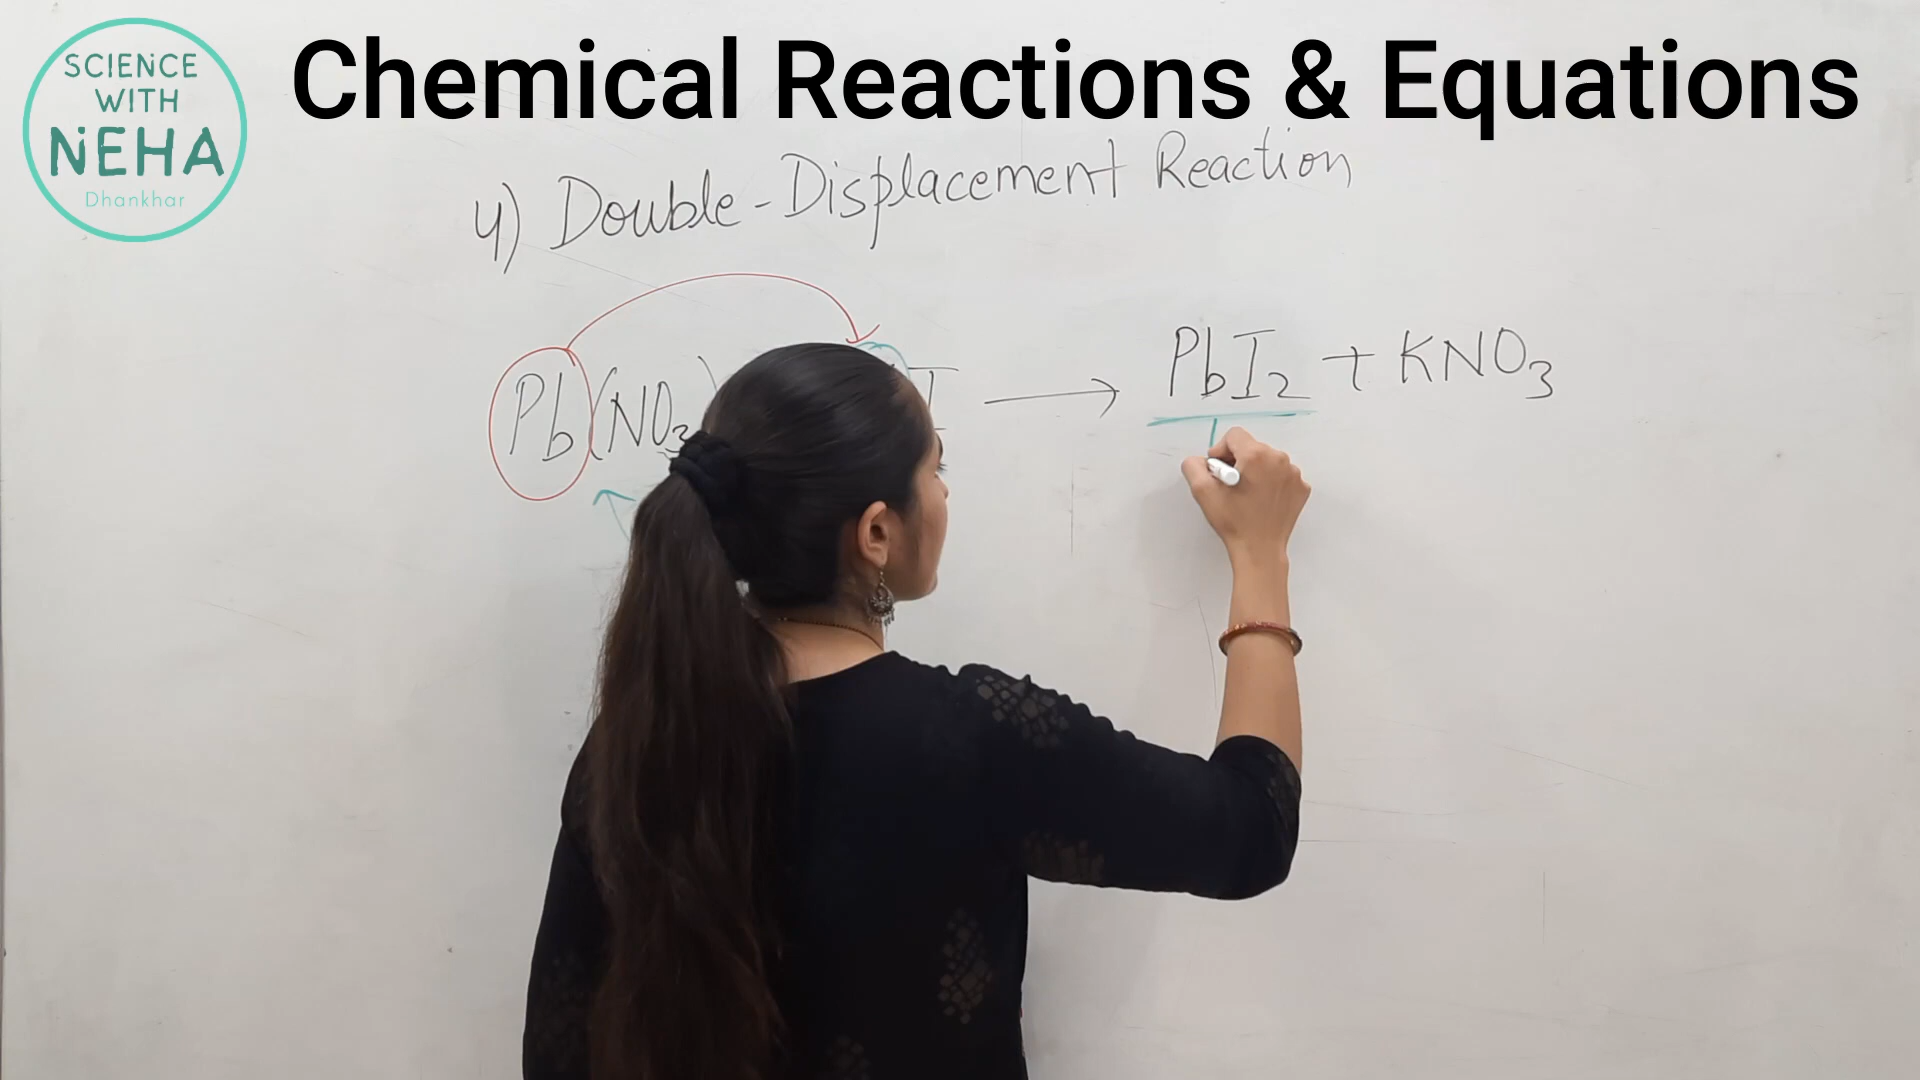 SCIENCE
WITH
NEHA
Dhankhar
Chemical Reactions & Equations
4) Double-Displacement Reaction
Pb(NO3) I → PbI2 + KNO3